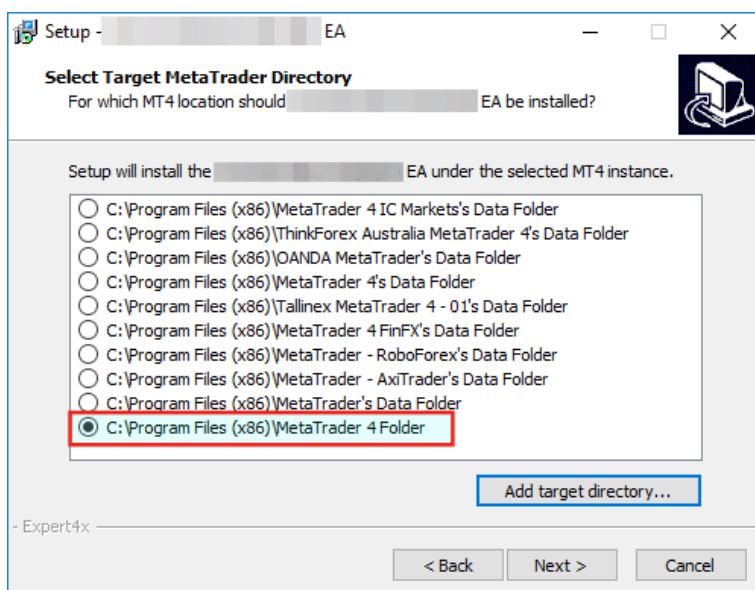 Setup - EA
Select Target MetaTrader Directory
For which MT4 location should EA be installed?
Setup will install the EA under the selected MT4 instance.
C:\Program Files (x86)\MetaTrader 4 IC Markets's Data Folder
C:\Program Files (x86)\ThinkForex Australia MetaTrader 4's Data Folder
C:\Program Files (x86)\OANDA MetaTrader's Data Folder
C:\Program Files (x86)\MetaTrader 4's Data Folder
C:\Program Files (x86)\Tallinex MetaTrader 4 - 01's Data Folder
C:\Program Files (x86)\MetaTrader 4 FinFX's Data Folder
C:\Program Files (x86)\MetaTrader - RoboForex's Data Folder
C:\Program Files (x86)\MetaTrader - AxiTrader's Data Folder
C:\Program Files (x86)\MetaTrader's Data Folder
C:\Program Files (x86)\MetaTrader 4 Folder
Add target directory...
Expert4x
< Back Next > Cancel